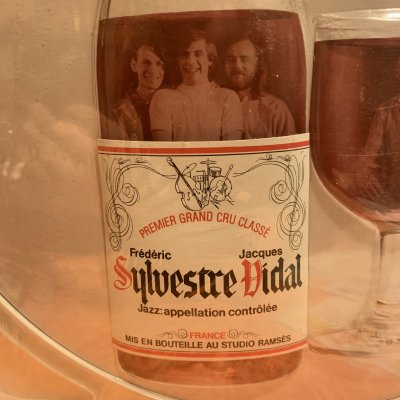 PREMIER GRAND CRU CLASSÉ
Frédéric Jacques
Sylvestre Vidal
Jazz: appellation contrôlée
FRANCE
MIS EN BOUTEILLE AU STUDIO RAMSÈS